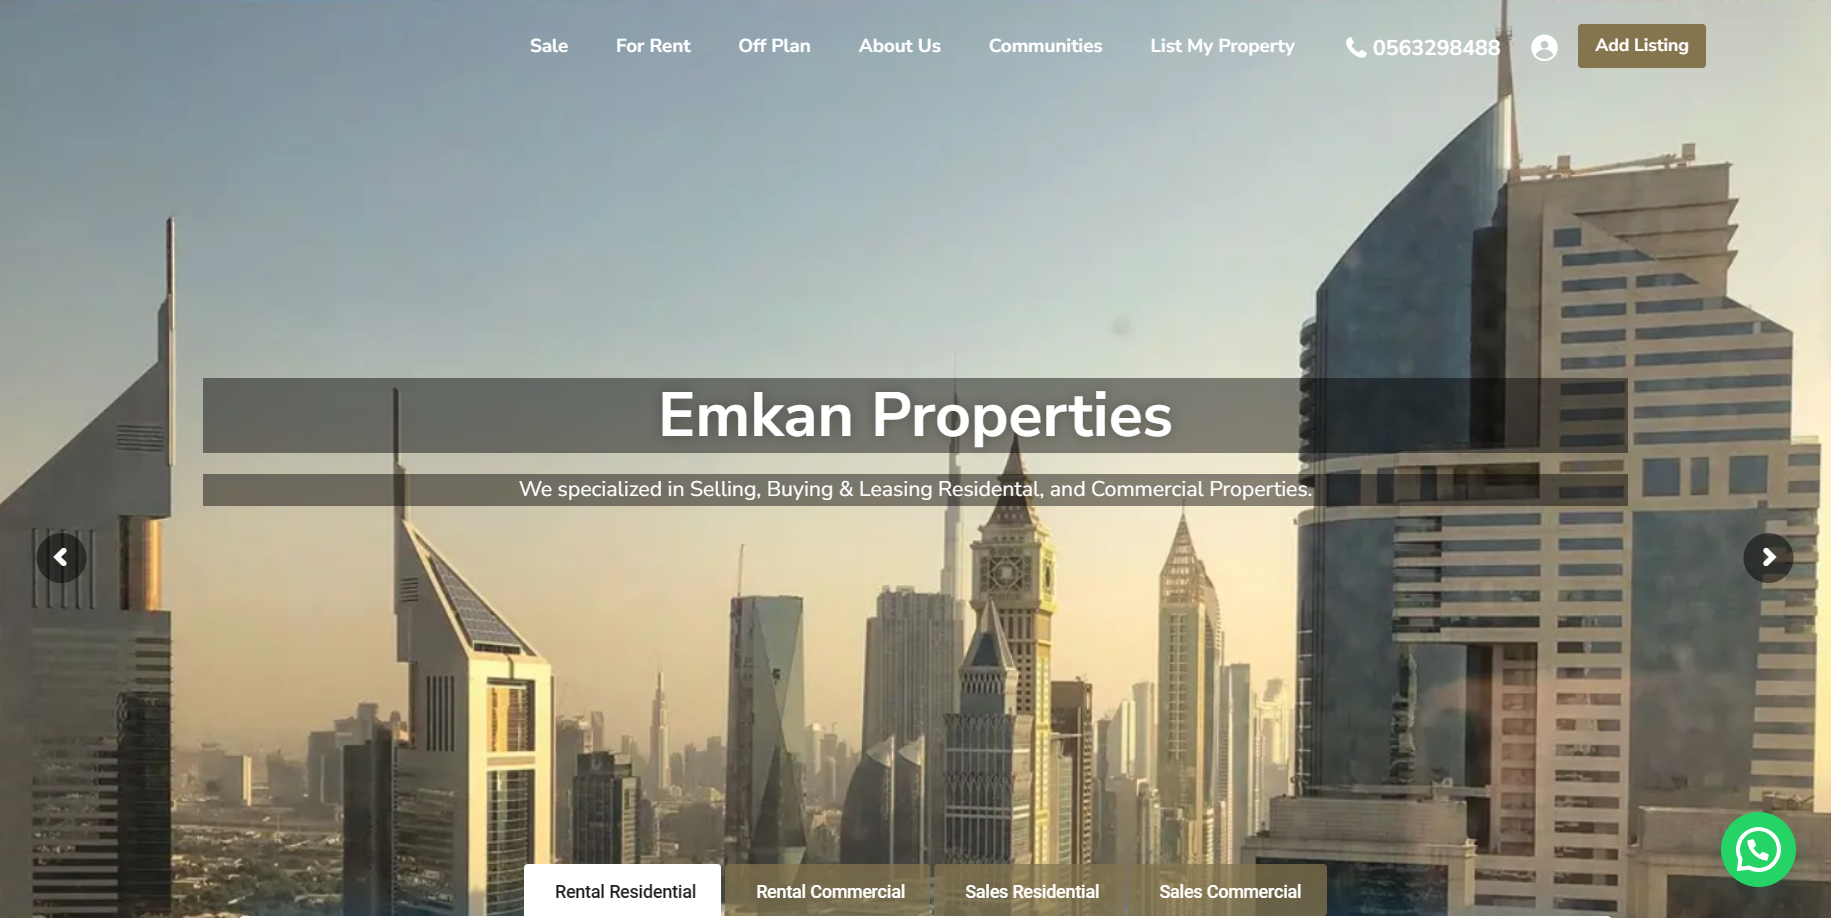 Sale For Rent Off Plan About Us Communities List My Property 0563298488 Add Listing
Emkan Properties
We specialized in Selling, Buying & Leasing Residental, and Commercial Properties.
Rental Residential Rental Commercial Sales Residential Sales Commercial